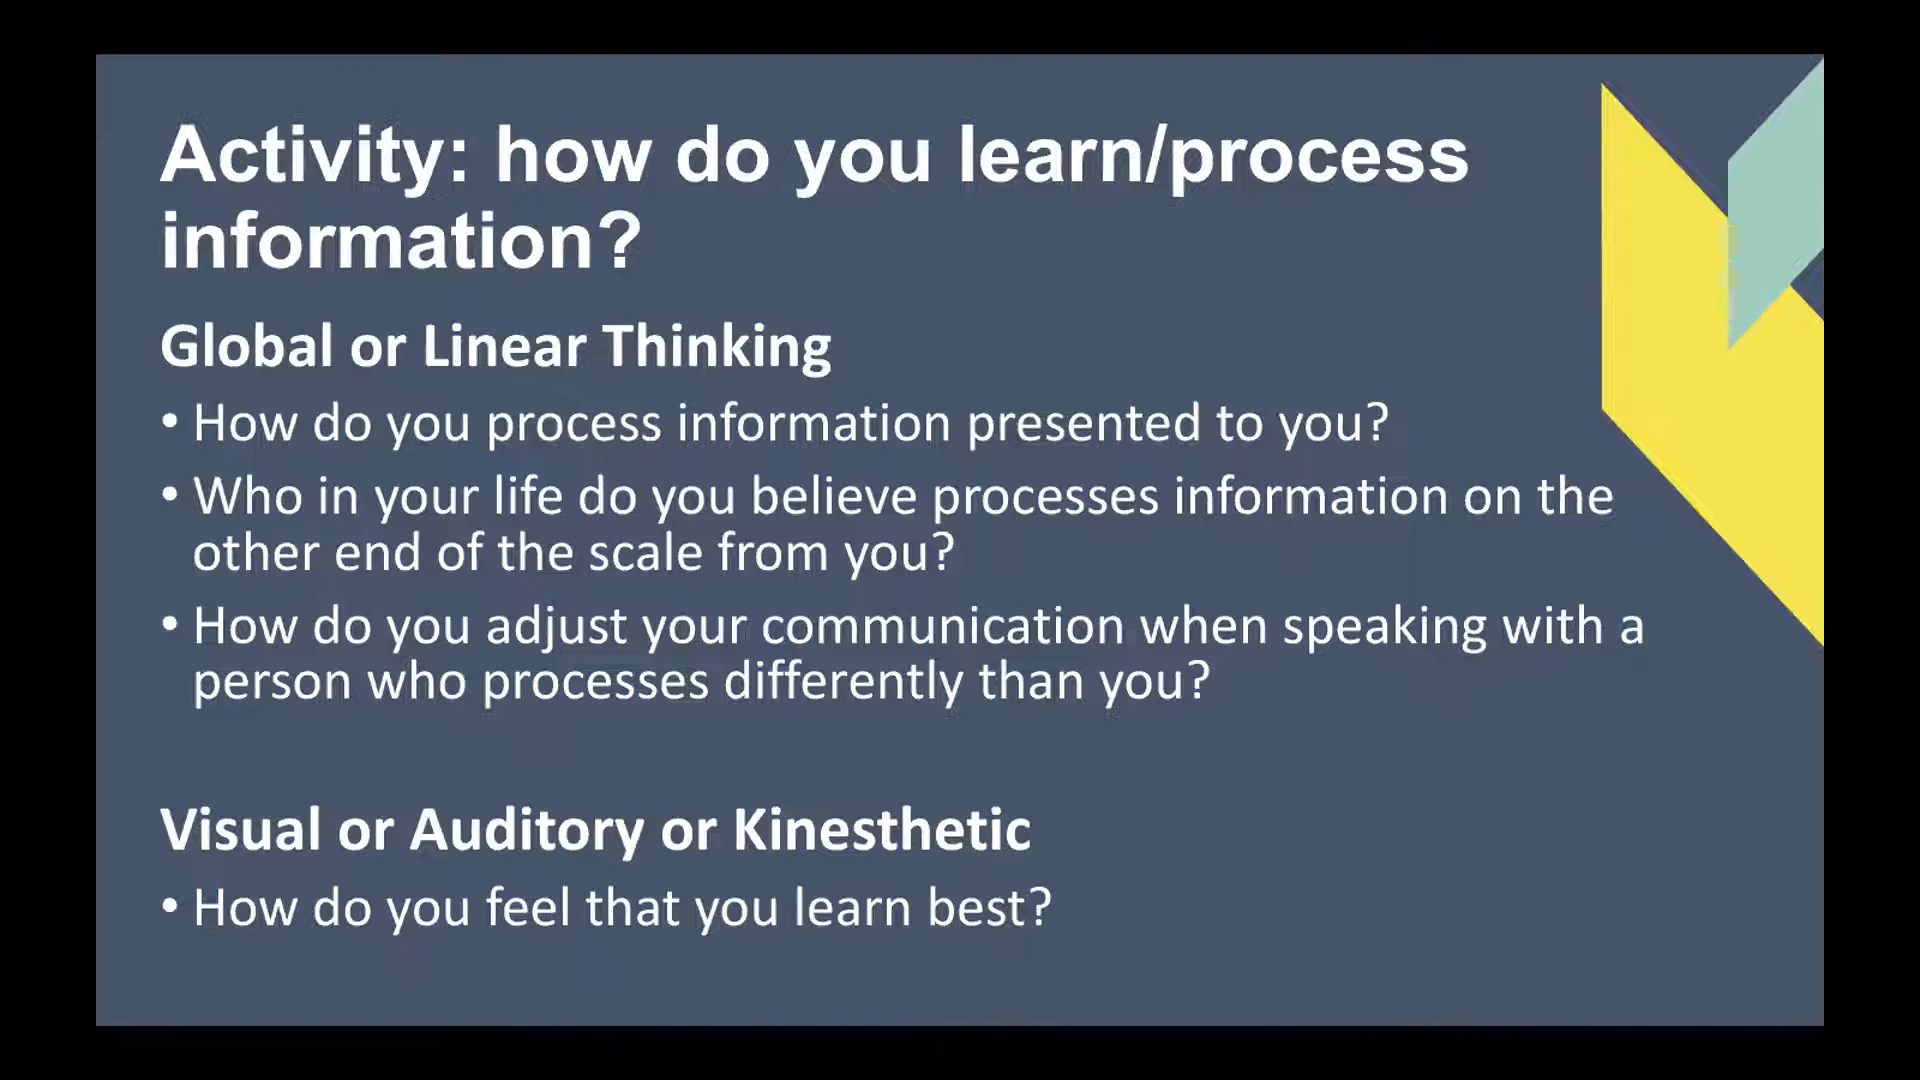 Activity: how do you learn/process
information?
Global or Linear Thinking
• How do you process information presented to you?
• Who in your life do you believe processes information on the
other end of the scale from you?
• How do you adjust your communication when speaking with a
person who processes differently than you?
Visual or Auditory or Kinesthetic
• How do you feel that you learn best?